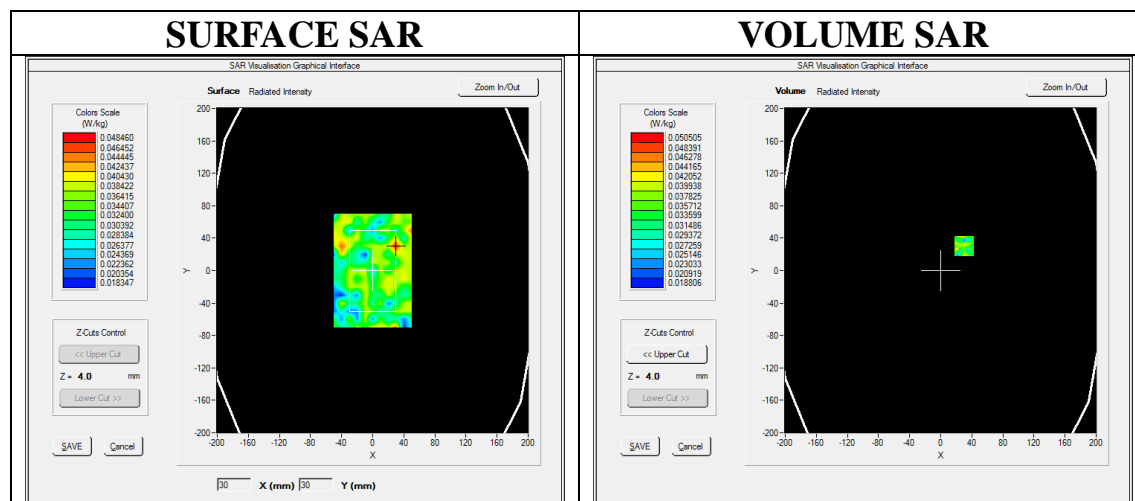 SURFACE SAR
VOLUME SAR
SAR Visualisation Graphical Interface
Surface Radiated Intensity
Zoom In/Out
Colors Scale
(W/kg)
0.048460
0.046452
0.044445
0.042437
0.040430
0.038422
0.036415
0.034407
0.032400
0.030392
0.028384
0.026377
0.024369
0.022362
0.020354
0.018347
Z-Cuts Control
<< Upper Cut
Z = 4.0 mm
Lower Cut >>
SAVE Cancel
200
160
120
80
40
0
-40
-80
-120
-160
-200
Y
-200 -160 -120 -80 -40 0 40 80 120 160 200
X
30 X (mm) 30 Y (mm)
SAR Visualisation Graphical Interface
Volume Radiated Intensity
Zoom In/Out
Colors Scale
(W/kg)
0.050505
0.048391
0.046278
0.044165
0.042052
0.039938
0.037825
0.035712
0.033599
0.031486
0.029372
0.027259
0.025146
0.023033
0.020919
0.018806
Z-Cuts Control
<< Upper Cut
Z = 4.0 mm
Lower Cut >>
SAVE Cancel
200
160
120
80
40
0
-40
-80
-120
-160
-200
Y
-200 -160 -120 -80 -40 0 40 80 120 160 200
X